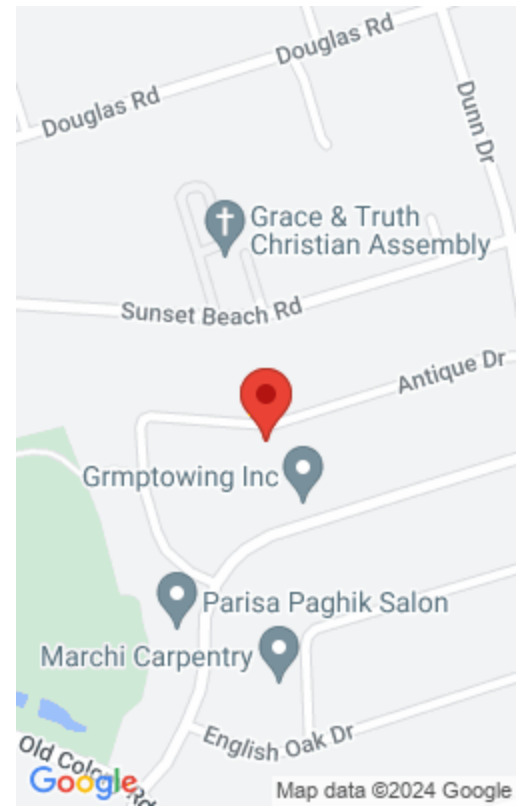 Douglas Rd
Douglas Rd
Dunn Dr
Grace & Truth
Christian Assembly
Sunset Beach Rd
Antique Dr
Grmptowing Inc
Parisa Paghik Salon
Marchi Carpentry
English Oak Dr
Old Colony Rd
Google
Map data ©2024 Google